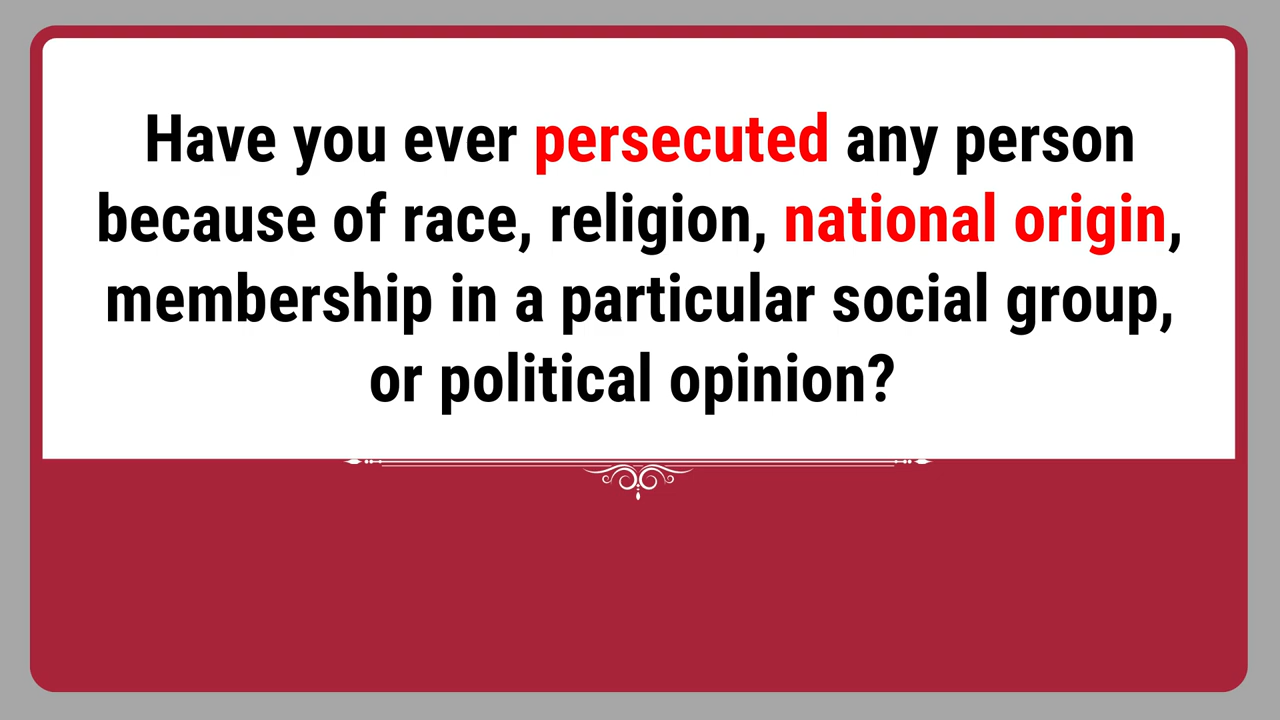 Have you ever persecuted any person
because of race, religion, national origin,
membership in a particular social group,
or political opinion?